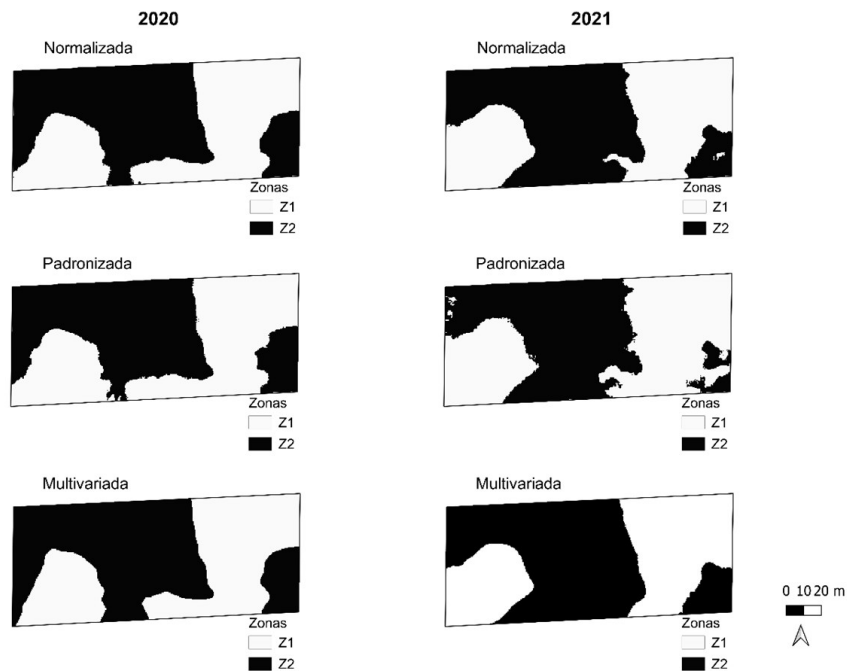 2020
2021
Normalizada
Normalizada
Zonas
Z1
Z2
Zonas
Z1
Z2
Padronizada
Padronizada
Zonas
Z1
Z2
Zonas
Z1
Z2
Multivariada
Multivariada
0 10 20 m
Zonas
Z1
Z2
Zonas
Z1
Z2